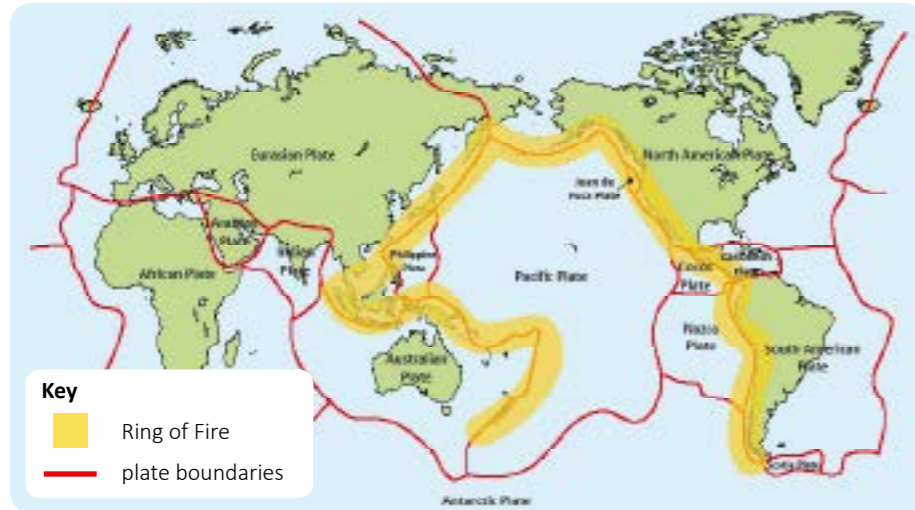 Eurasian Plate
North American Plate
Juan de
Fuca Plate
Arabian
Plate
Indian
Plate
Philippine
Plate
Caribbean
Plate
African Plate
Pacific Plate
Cocos
Plate
Nazca
Plate
South American
Plate
Australian
Plate
Key
Ring of Fire
plate boundaries
Scotia Plate
Antarctic Plate